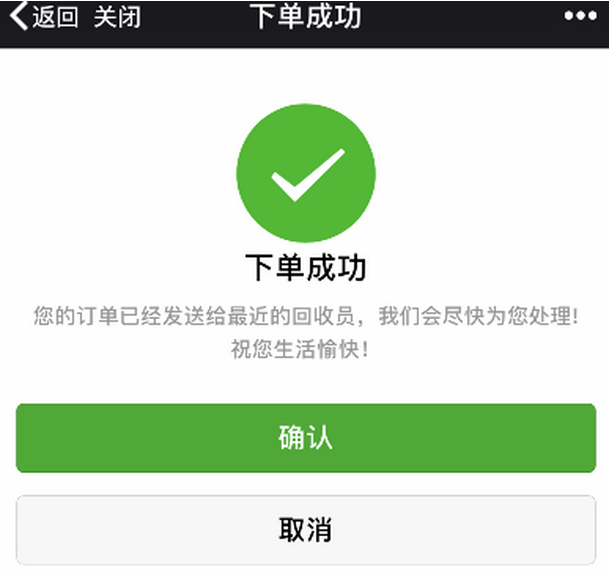 返回 关闭 下单成功 •••
下单成功
您的订单已经发送给最近的回收员，我们会尽快为您处理!
祝您生活愉快!
确认
取消